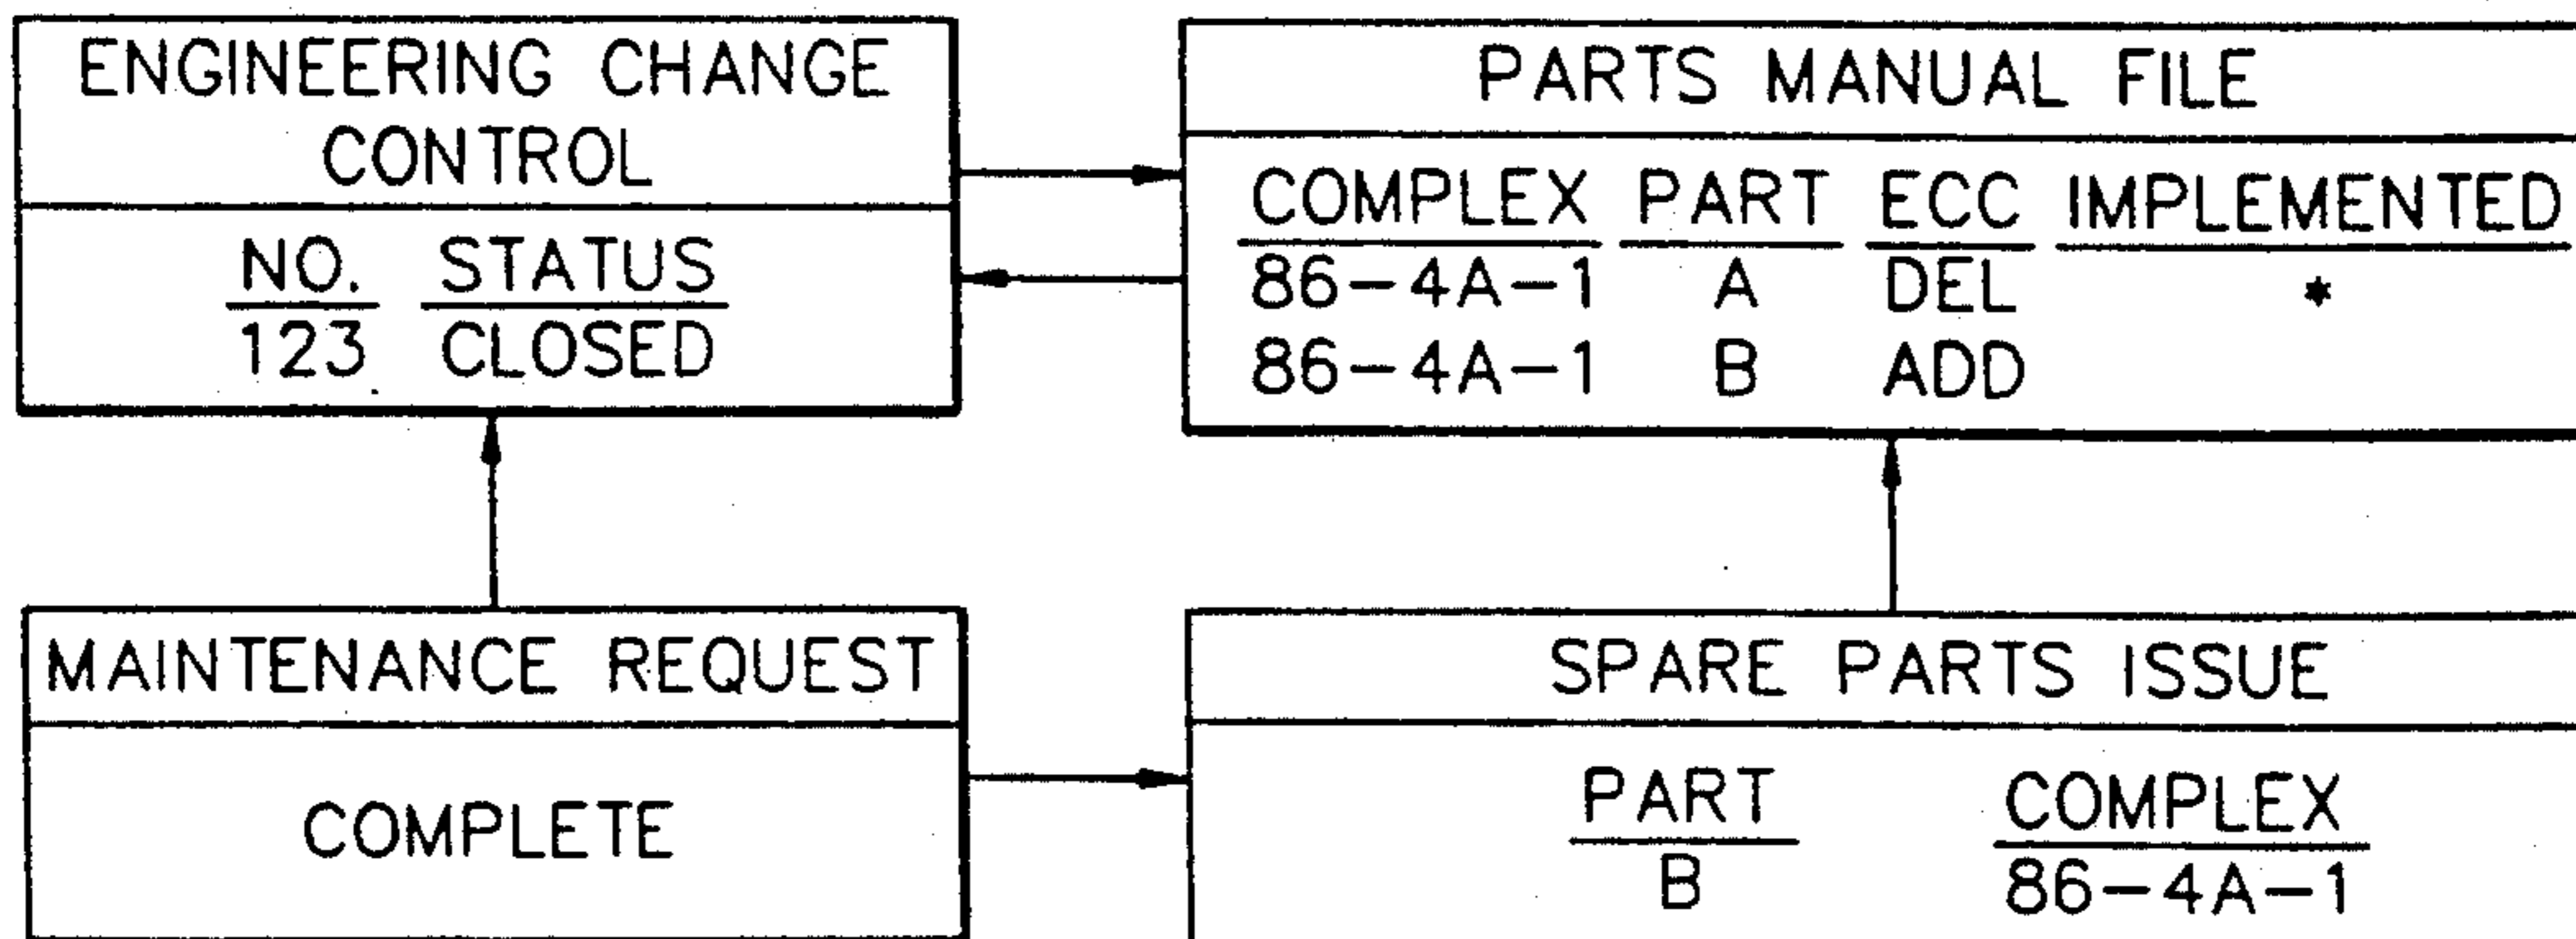 ENGINEERING CHANGE
CONTROL
NO. STATUS
123 CLOSED
PARTS MANUAL FILE
COMPLEX PART ECC IMPLEMENTED
86-4A-1 A DEL *
86-4A-1 B ADD
MAINTENANCE REQUEST
COMPLETE
SPARE PARTS ISSUE
PART COMPLEX
B 86-4A-1